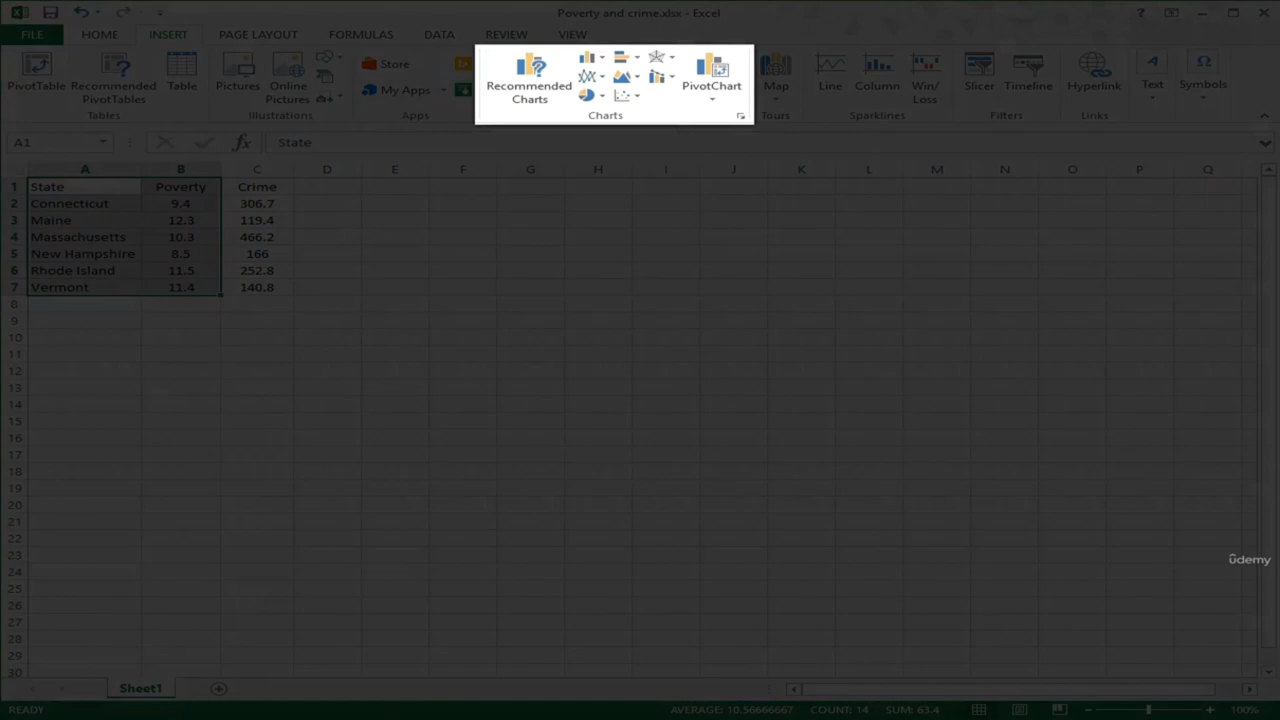 Poverty and crime.xlsx - Excel
FILE HOME INSERT PAGE LAYOUT FORMULAS DATA REVIEW VIEW
PivotTable
Recommended PivotTables
Table
Tables
Pictures
Online Pictures
Illustrations
Store
My Apps
Apps
Recommended Charts
PivotChart
Charts
Map
Tours
Line
Column
Win/Loss
Sparklines
Slicer
Timeline
Filters
Hyperlink
Links
Text
Symbols
A1 fx State
A B C D E F G H I J K L M N O P Q
1 State Poverty Crime
2 Connecticut 9.4 306.7
3 Maine 12.3 119.4
4 Massachusetts 10.3 466.2
5 New Hampshire 8.5 166
6 Rhode Island 11.5 252.8
7 Vermont 11.4 140.8
8
9
10
11
12
13
14
15
16
17
18
19
20
21
22
23
ûdemy
24
25
26
27
28
29
30
Sheet1
READY AVERAGE: 10.56666667 COUNT: 14 SUM: 63.4 100%